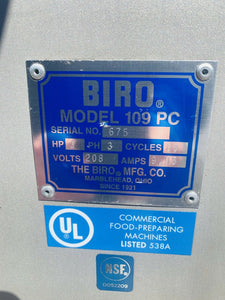 BIRO®
MODEL 109 PC
SERIAL NO. 675
HP PH 3 CYCLES
VOLTS 208 AMPS
THE BIRO® MFG. CO.
MARBLEHEAD, OHIO
SINCE 1921
UL
®
COMMERCIAL
FOOD-PREPARING
MACHINES
LISTED 538A
NSF®
D052209